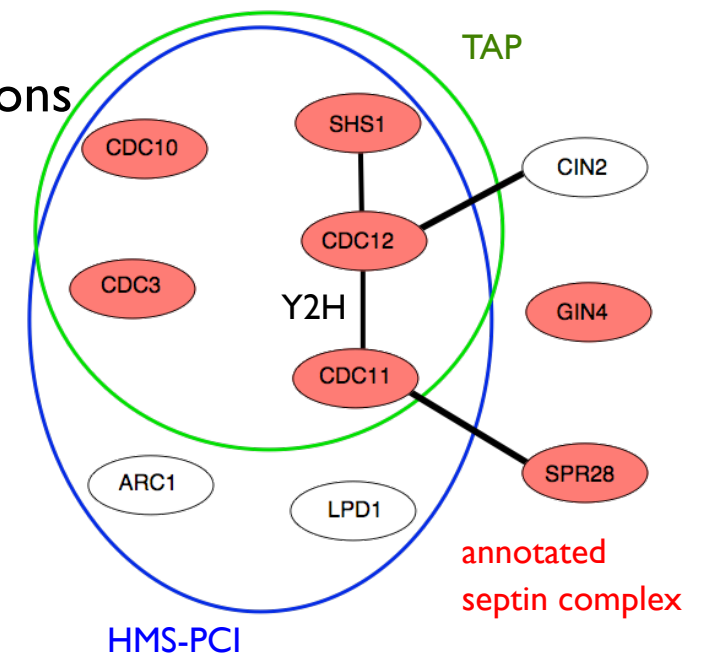 TAP
ons
SHS1
CDC10
CIN2
CDC12
CDC3
Y2H
GIN4
CDC11
ARC1
SPR28
LPD1
annotated
septin complex
HMS-PCI